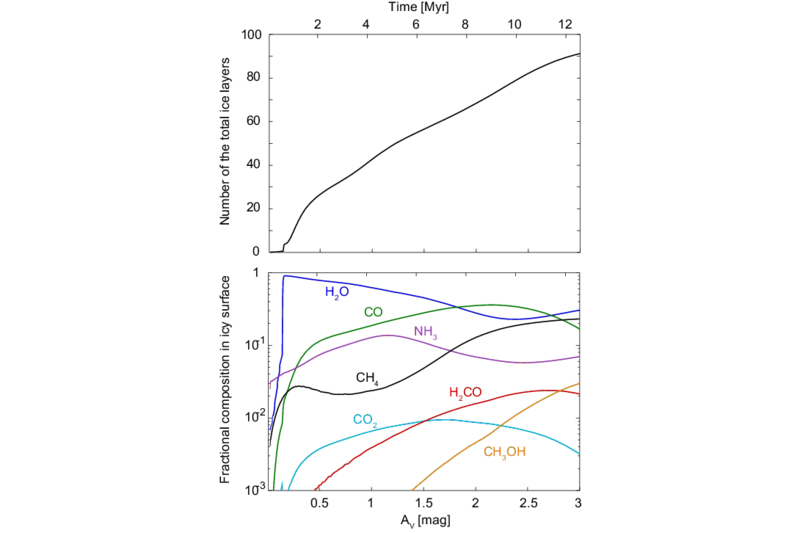 Time [Myr]
2 4 6 8 10 12
Number of the total ice layers
100
80
60
40
20
0
Fractional composition in icy surface
1
10⁻¹
10⁻²
10⁻³
H₂O
CO
NH₃
CH₄
H₂CO
CO₂
CH₃OH
0.5 1 1.5 2 2.5 3
Aᵥ [mag]